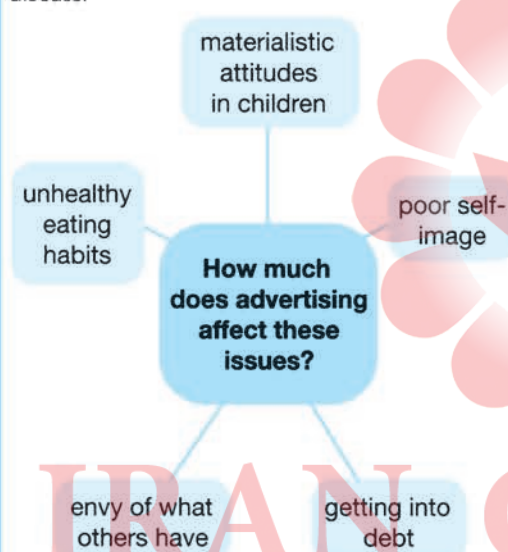 materialistic
attitudes
in children
unhealthy
eating
habits
poor self-
image
How much
does advertising
affect these
issues?
envy of what
others have
getting into
debt
IRAN